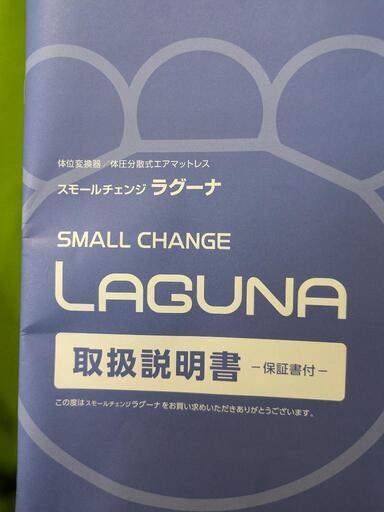 体位変換器／体圧分散式エアマットレス
スモールチェンジ ラグーナ
SMALL CHANGE
LAGUNA
取扱説明書 －保証書付－
この度はスモールチェンジラグーナをお買い求めいただきありがとうございます。